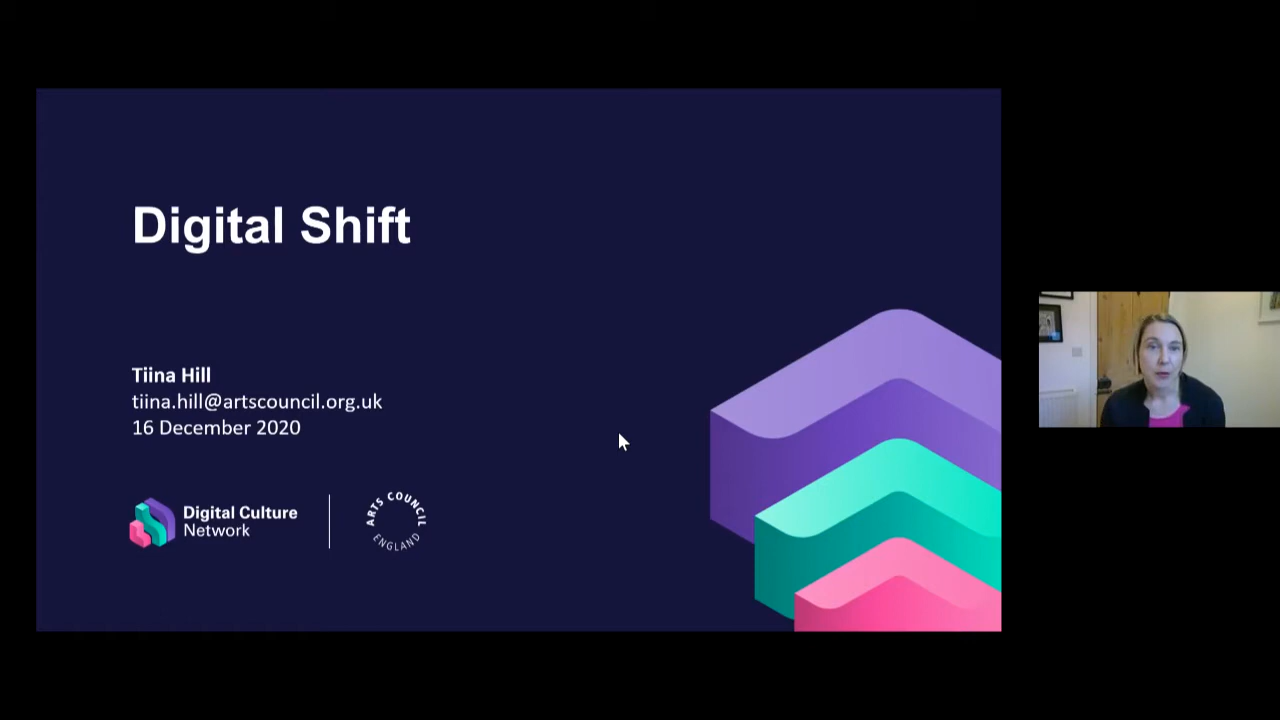 Digital Shift
Tiina Hill
tiina.hill@artscouncil.org.uk
16 December 2020
Digital Culture
Network
ARTS COUNCIL
ENGLAND